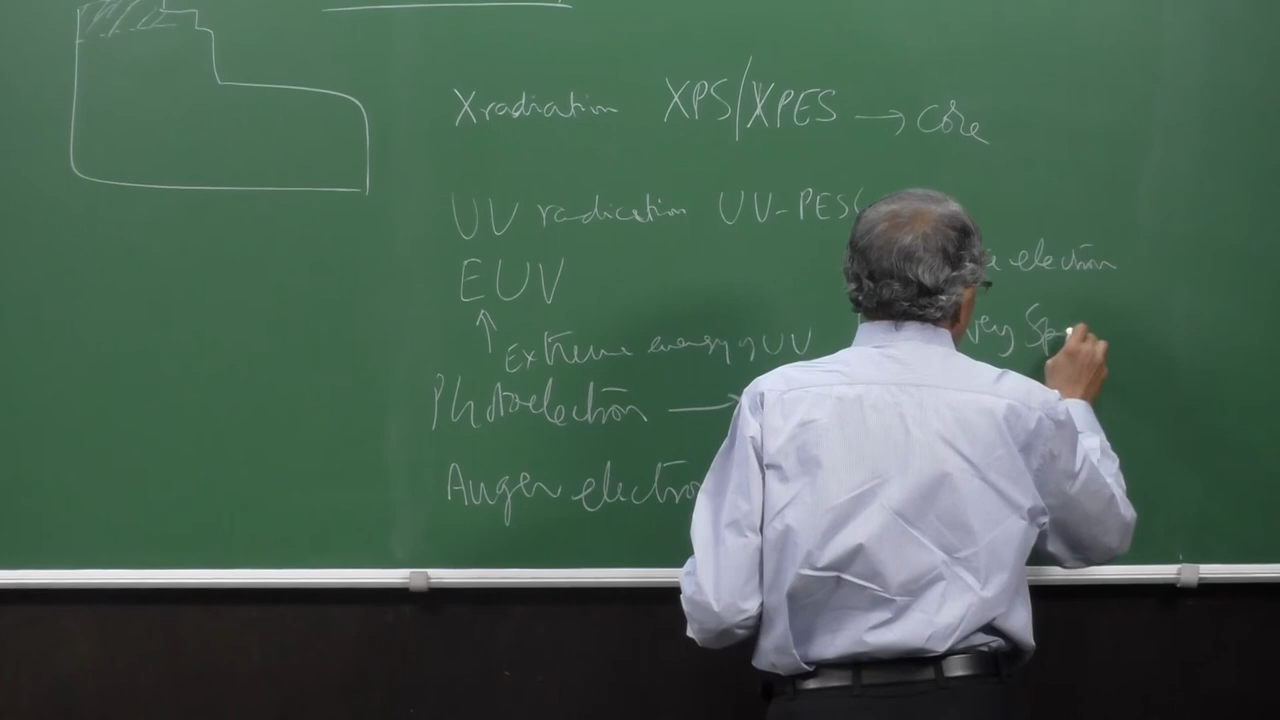 Xradiation XPS/XPES → Core
UV radiation UV-PES
electron
EUV
↑ Extreme energy of UV
Photoelectron →
Auger electron